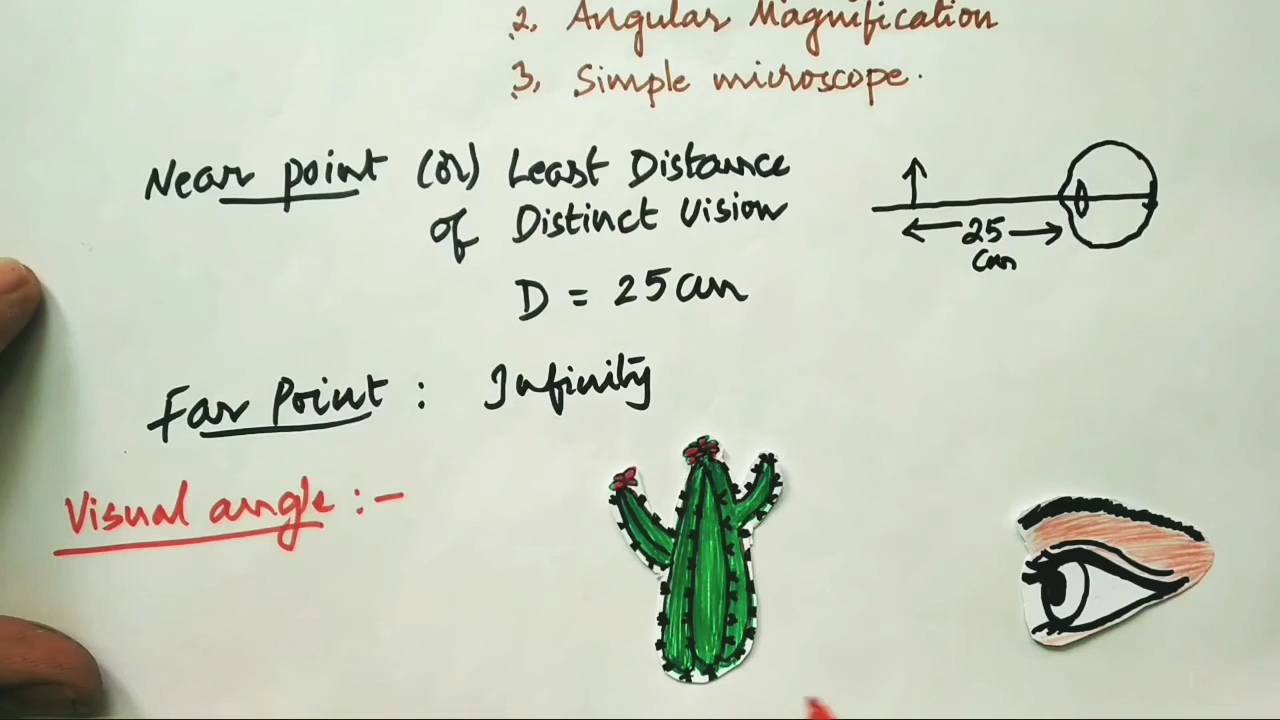 2. Angular Magnification
3. Simple microscope.
Near point (or) Least Distance
of Distinct Vision
25
cm
D = 25cm
Far Point : Infinity
Visual angle :-